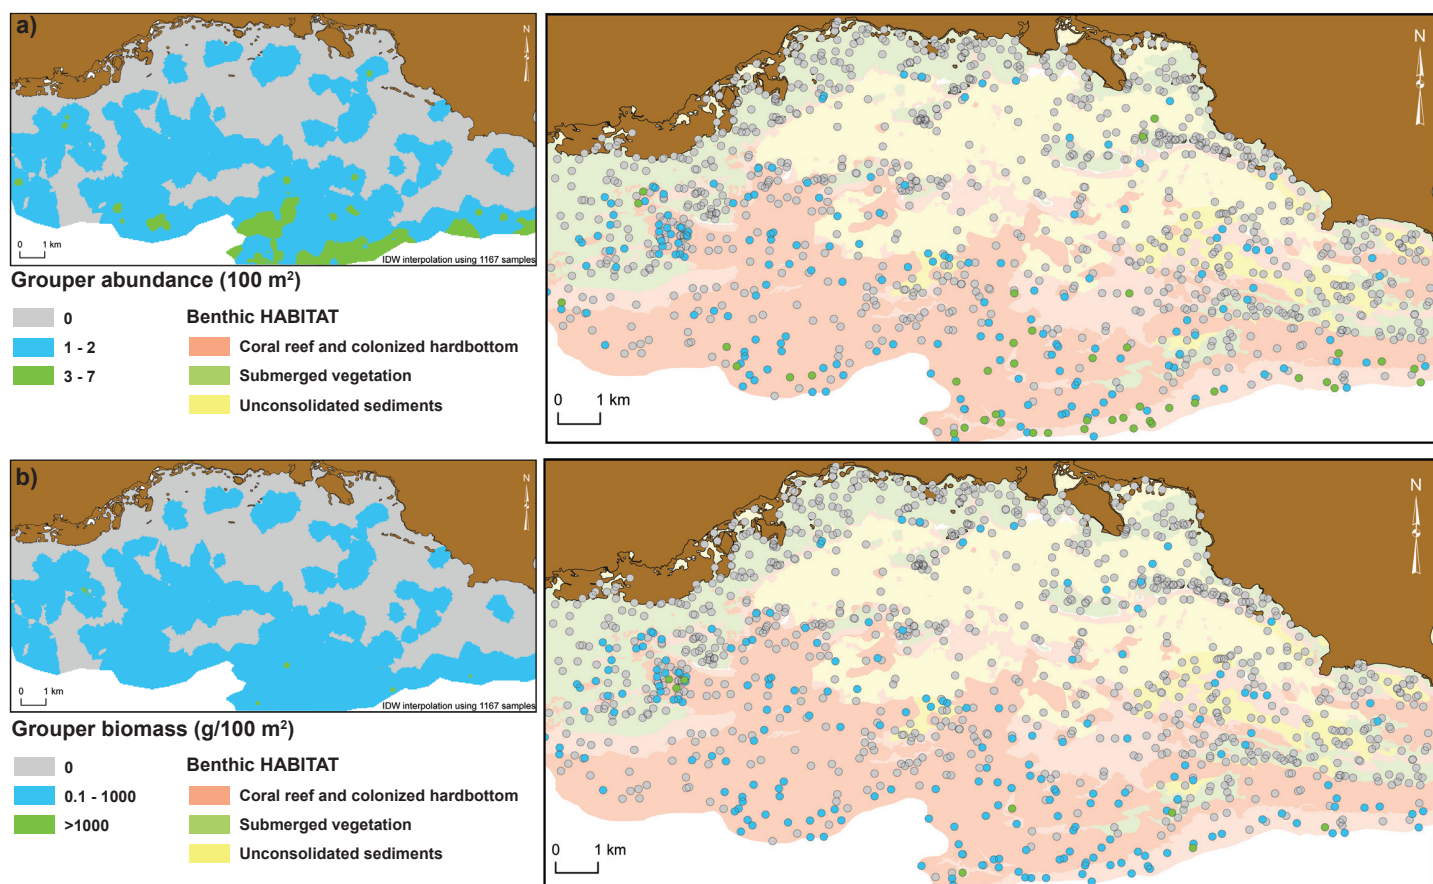 a)
N
0 1 km
IDW interpolation using 1167 samples
Grouper abundance (100 m²)
0
1 - 2
3 - 7
Benthic HABITAT
Coral reef and colonized hardbottom
Submerged vegetation
Unconsolidated sediments
N
0 1 km
b)
N
0 1 km
IDW interpolation using 1167 samples
Grouper biomass (g/100 m²)
0
0.1 - 1000
>1000
Benthic HABITAT
Coral reef and colonized hardbottom
Submerged vegetation
Unconsolidated sediments
N
0 1 km